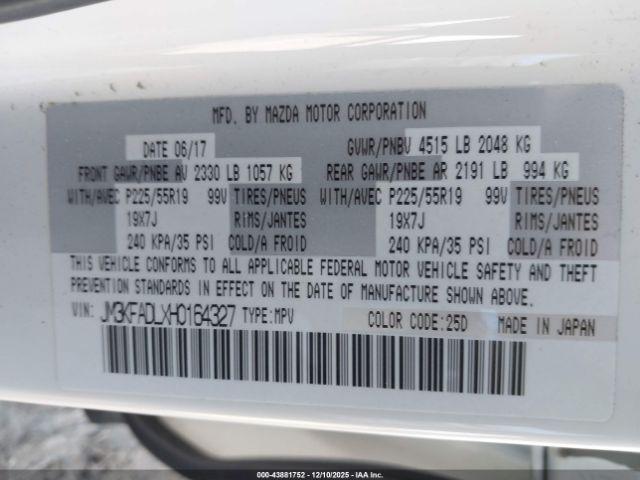 MFD. BY MAZDA MOTOR CORPORATION
DATE 06/17 GVWR/PNBV 4515 LB 2048 KG
FRONT GAWR/PNBE AV 2330 LB 1057 KG REAR GAWR/PNBE AR 2191 LB 994 KG
WITH/AVEC P225/55R19 99V TIRES/PNEUS WITH/AVEC P225/55R19 99V TIRES/PNEUS
19X7J RIMS/JANTES 19X7J RIMS/JANTES
240 KPA/35 PSI COLD/A FROID 240 KPA/35 PSI COLD/A FROID
THIS VEHICLE CONFORMS TO ALL APPLICABLE FEDERAL MOTOR VEHICLE SAFETY AND THEFT
PREVENTION STANDARDS IN EFFECT ON THE DATE OF MANUFACTURE SHOWN ABOVE.
VIN: JM3KFADLXH0164327 TYPE:MPV COLOR CODE:25D MADE IN JAPAN
000-43881752 - 12/10/2025 - IAAI.com